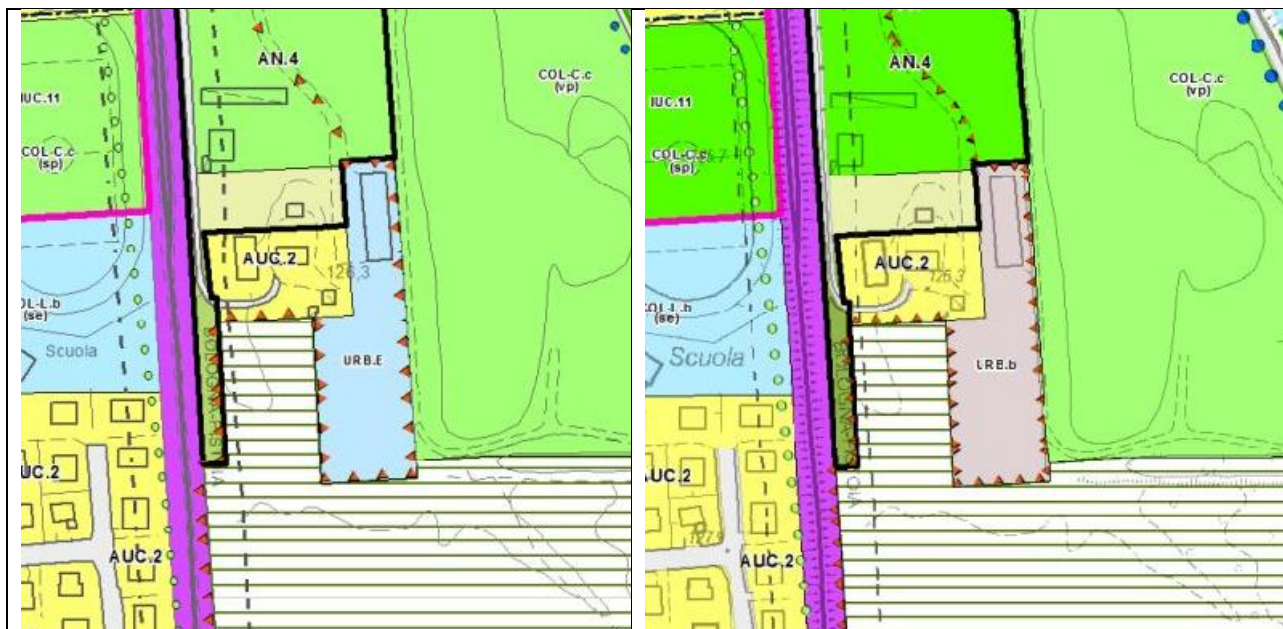 AN.4
IUC.11
COL-C.c
(vp)
COL-C.c
(sp)
AUC.2
126,3
COL-L.b
(se)
Scuola
URB.E
AUC.2
AUC.2
AN.4
IUC.11
COL-C.c
(vp)
COL-C.c
(sp)
AUC.2
125,3
COL-L.b
(se)
Scuola
URB.b
AUC.2
AUC.2